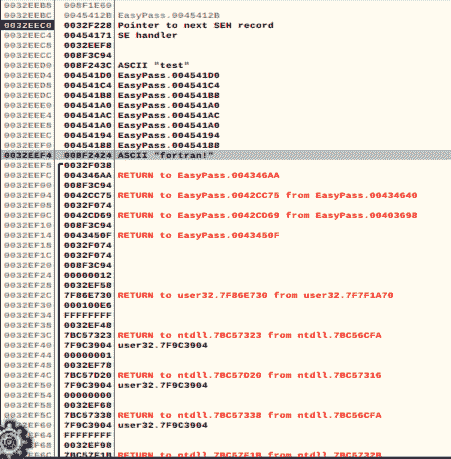 0032EEB8 008F1E60
0032EEBC 0045412B EasyPass.0045412B
0032EEC0 0032F228 Pointer to next SEH record
0032EEC4 00454171 SE handler
0032EEC8 0032EEF8
0032EECC 008F3C94
0032EED0 008F243C ASCII "test"
0032EED4 004541D0 EasyPass.004541D0
0032EED8 004541C4 EasyPass.004541C4
0032EEDC 004541B8 EasyPass.004541B8
0032EEE0 004541A0 EasyPass.004541A0
0032EEE4 004541AC EasyPass.004541AC
0032EEE8 004541A0 EasyPass.004541A0
0032EEEC 00454194 EasyPass.00454194
0032EEF0 00454188 EasyPass.00454188
0032EEF4 008F2424 ASCII "fortran!"
0032EEF8 0032F038
0032EEFC 004346AA RETURN to EasyPass.004346AA
0032EF00 008F3C94
0032EF04 0042CC75 RETURN to EasyPass.0042CC75 from EasyPass.00434640
0032EF08 0032F074
0032EF0C 0042CD69 RETURN to EasyPass.0042CD69 from EasyPass.00403698
0032EF10 008F3C94
0032EF14 0043450F RETURN to EasyPass.0043450F
0032EF18 0032F074
0032EF1C 0032F074
0032EF20 008F3C94
0032EF24 00000012
0032EF28 0032EF58
0032EF2C 7F86E730 RETURN to user32.7F86E730 from user32.7F7F1A70
0032EF30 000100E6
0032EF34 FFFFFFFF
0032EF38 0032EF48
0032EF3C 7BC57323 RETURN to ntdll.7BC57323 from ntdll.7BC56CFA
0032EF40 7F9C3904 user32.7F9C3904
0032EF44 00000001
0032EF48 0032EF78
0032EF4C 7BC57D20 RETURN to ntdll.7BC57D20 from ntdll.7BC57316
0032EF50 7F9C3904 user32.7F9C3904
0032EF54 00000000
0032EF58 0032EF68
0032EF5C 7BC57338 RETURN to ntdll.7BC57338 from ntdll.7BC56CFA
0032EF60 7F9C3904 user32.7F9C3904
EF64 FFFFFFFF
EF68 0032EF98
EF6C 7BC57F1B RETURN to ntdll.7BC57F1B from ntdll.7BC5732B